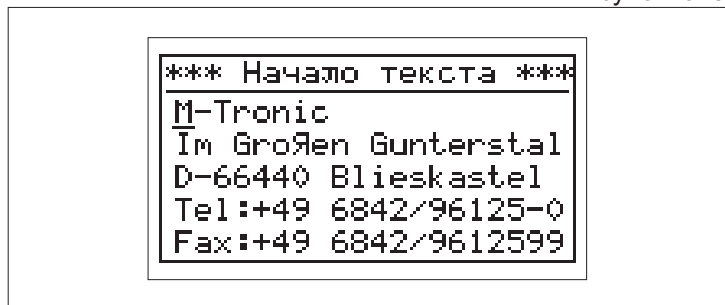 *** Начало текста ***
M-Tronic
Im GroЯen Gunterstal
D-66440 Blieskastel
Tel:+49 6842/96125-0
Fax:+49 6842/9612599